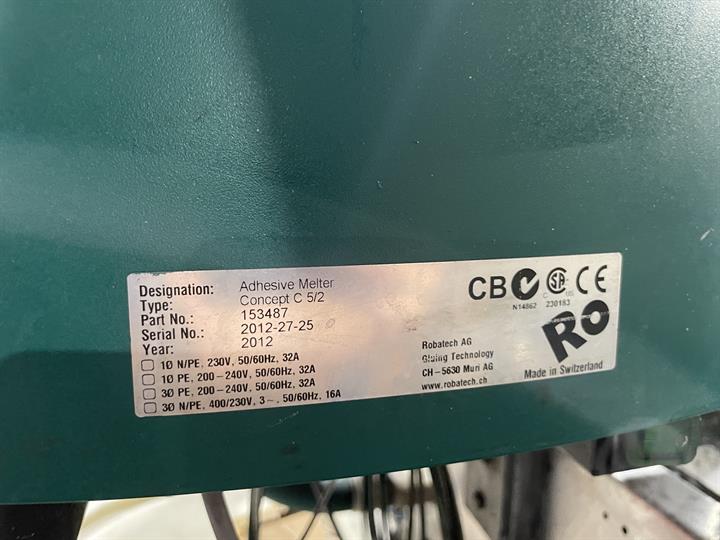 Designation: Adhesive Melter
Type: Concept C 5/2
Part No.: 153487
Serial No.: 2012-27-25
Year: 2012
1Ø N/PE, 230V, 50/60Hz, 32A
1Ø PE, 200-240V, 50/60Hz, 32A
3Ø PE, 200-240V, 50/60Hz, 32A
3Ø N/PE, 400/230V, 3~, 50/60Hz, 16A
CB SA CE
N14862 C US 230183
Ro
Robatech AG
Gluing Technology
CH-5630 Muri AG
www.robatech.ch
Made in Switzerland